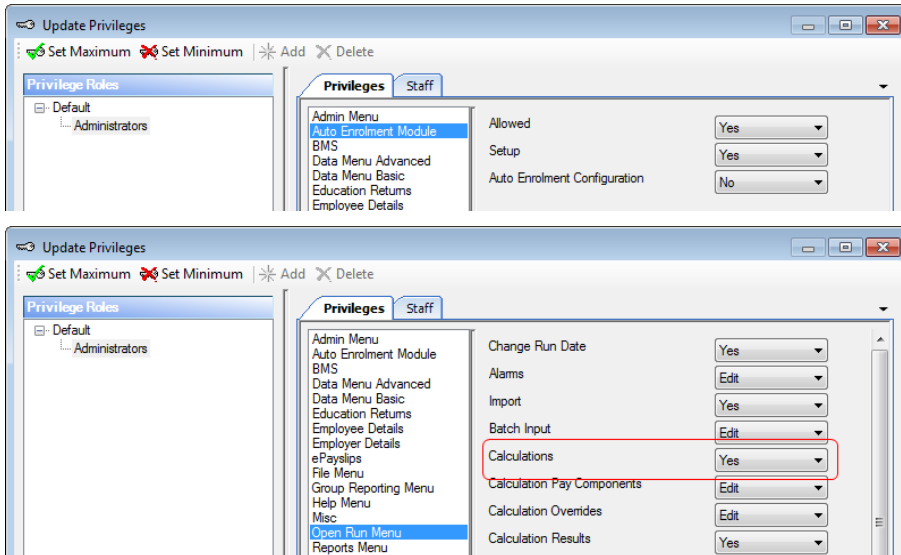 Update Privileges
Set Maximum Set Minimum Add Delete
Privilege Roles
Default
Administrators
Privileges Staff
Admin Menu
Auto Enrolment Module
BMS
Data Menu Advanced
Data Menu Basic
Education Returns
Employee Details
Allowed Yes
Setup Yes
Auto Enrolment Configuration No
Update Privileges
Set Maximum Set Minimum Add Delete
Privilege Roles
Default
Administrators
Privileges Staff
Admin Menu
Auto Enrolment Module
BMS
Data Menu Advanced
Data Menu Basic
Education Returns
Employee Details
Employer Details
ePayslips
File Menu
Group Reporting Menu
Help Menu
Misc
Open Run Menu
Reports Menu
Change Run Date Yes
Alarms Edit
Import Yes
Batch Input Edit
Calculations Yes
Calculation Pay Components Edit
Calculation Overrides Edit
Calculation Results Yes